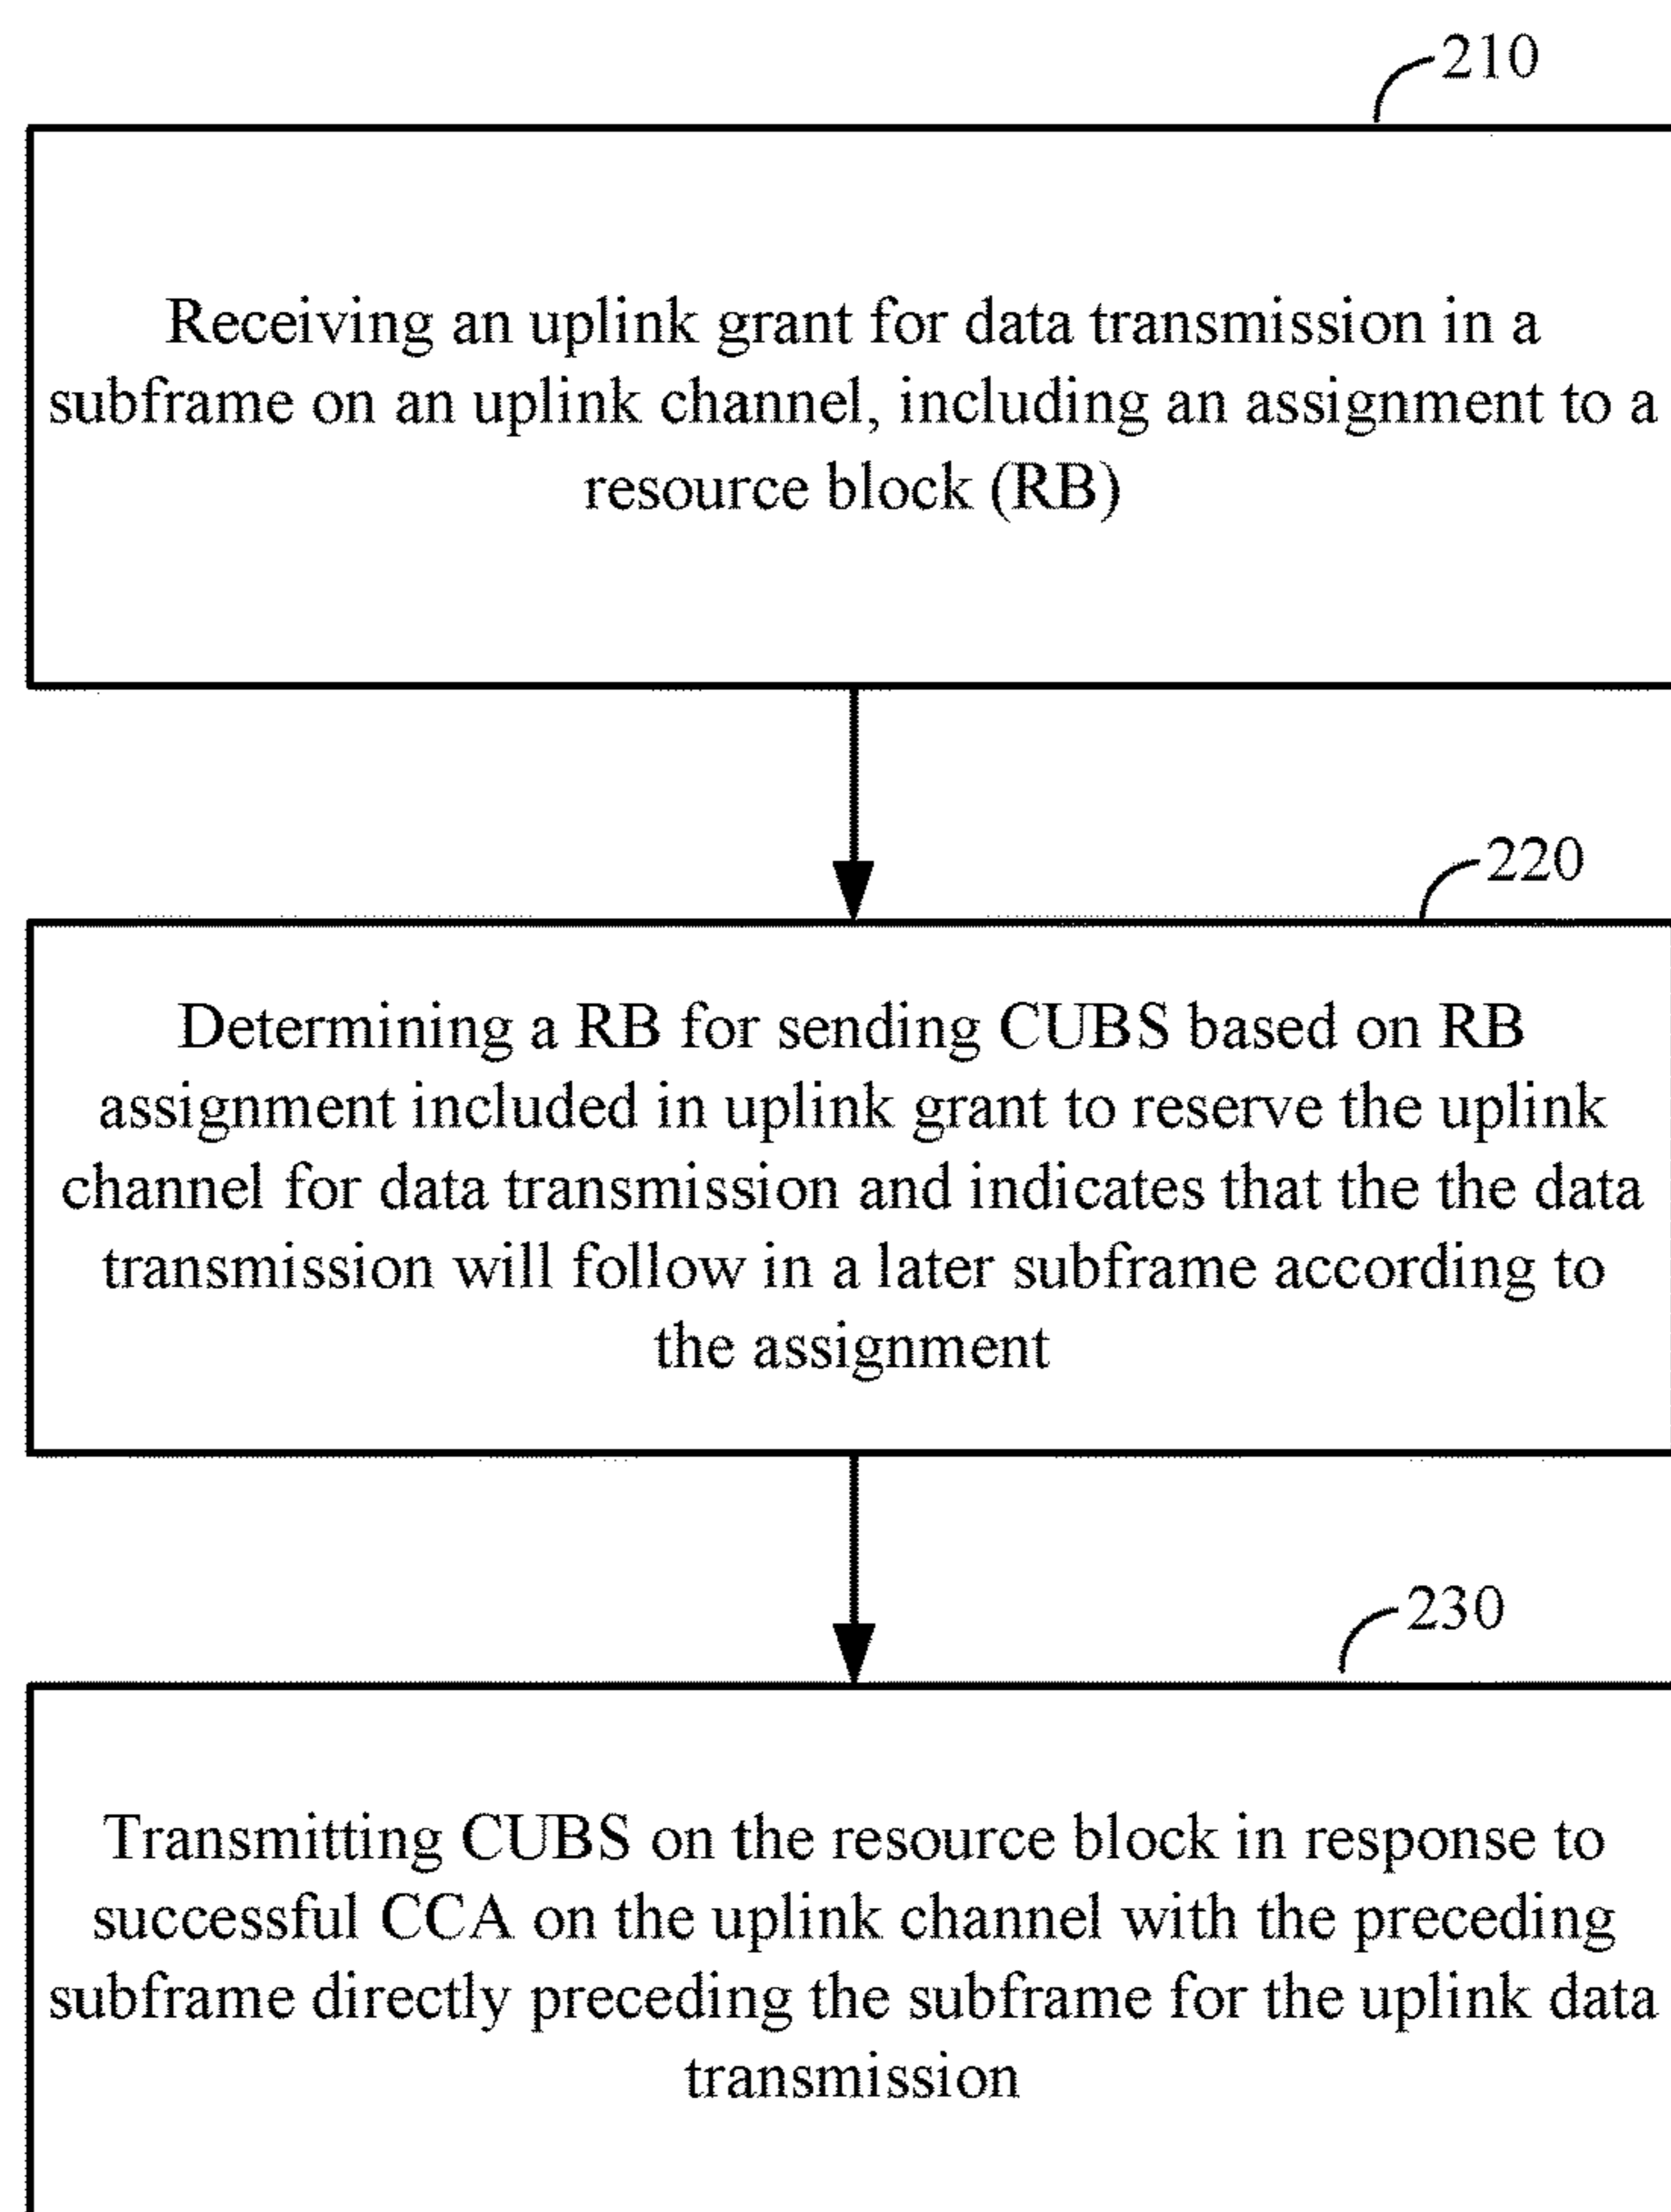 210
Receiving an uplink grant for data transmission in a
subframe on an uplink channel, including an assignment to a
resource block (RB)
220
Determining a RB for sending CUBS based on RB
assignment included in uplink grant to reserve the uplink
channel for data transmission and indicates that the the data
transmission will follow in a later subframe according to
the assignment
230
Transmitting CUBS on the resource block in response to
successful CCA on the uplink channel with the preceding
subframe directly preceding the subframe for the uplink data
transmission